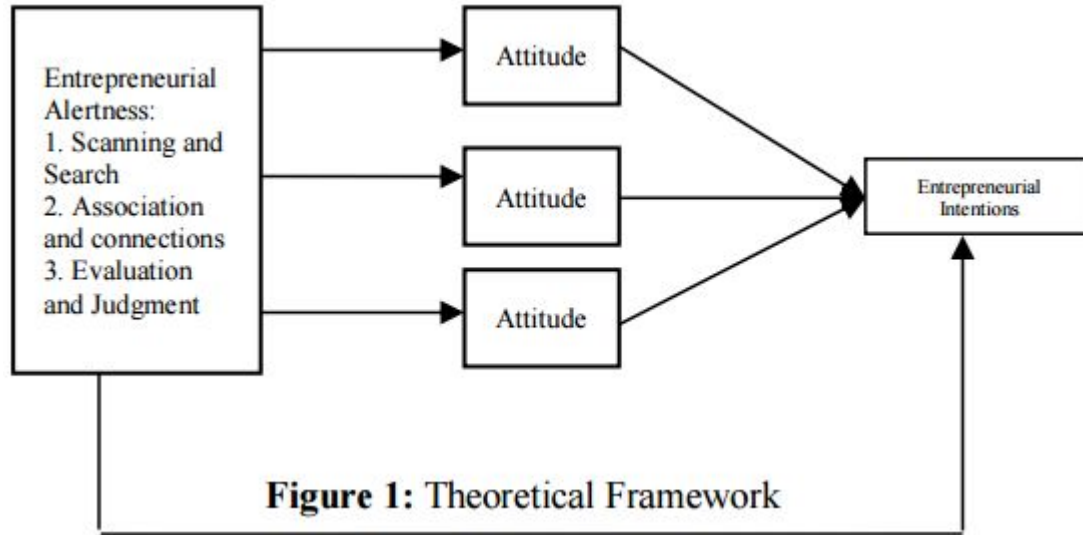 Entrepreneurial
Alertness:
1. Scanning and
Search
2. Association
and connections
3. Evaluation
and Judgment
Attitude
Attitude
Attitude
Entrepreneurial
Intentions
Figure 1: Theoretical Framework